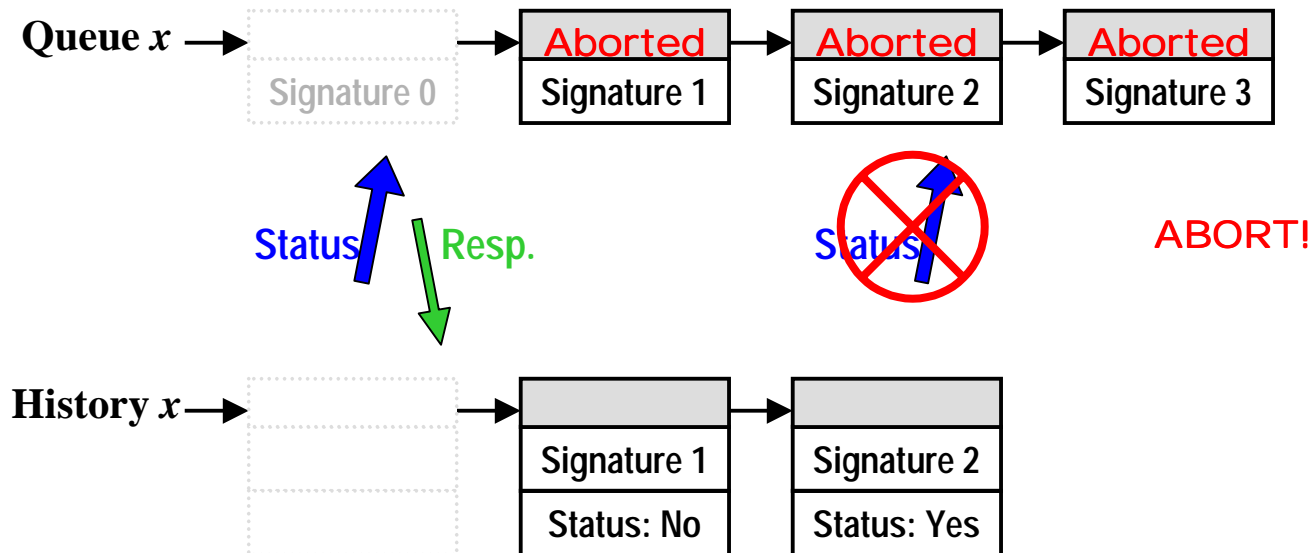 Queue x
Aborted
Aborted
Aborted
Signature 0
Signature 1
Signature 2
Signature 3
Status
Resp.
Status
ABORT!
History x
Signature 1
Signature 2
Status: No
Status: Yes